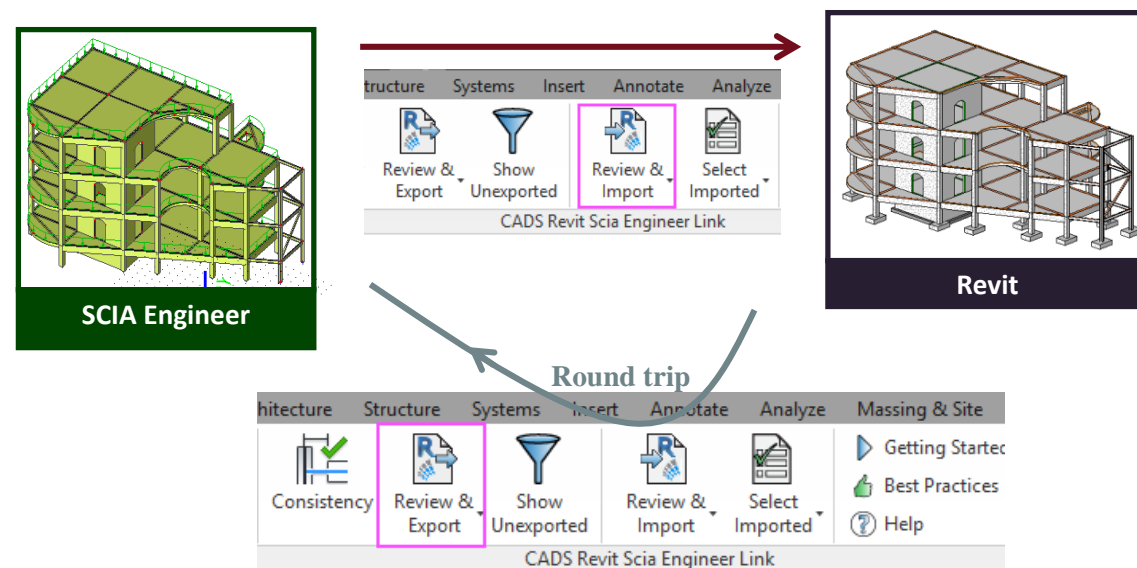 tructure Systems Insert Annotate Analyze
Review & Export
Show Unexported
Review & Import
Select Imported
CADS Revit Scia Engineer Link
SCIA Engineer
Revit
Round trip
hitecture Structure Systems Insert Annotate Analyze Massing & Site
Consistency
Review & Export
Show Unexported
Review & Import
Select Imported
Getting Started
Best Practices
Help
CADS Revit Scia Engineer Link